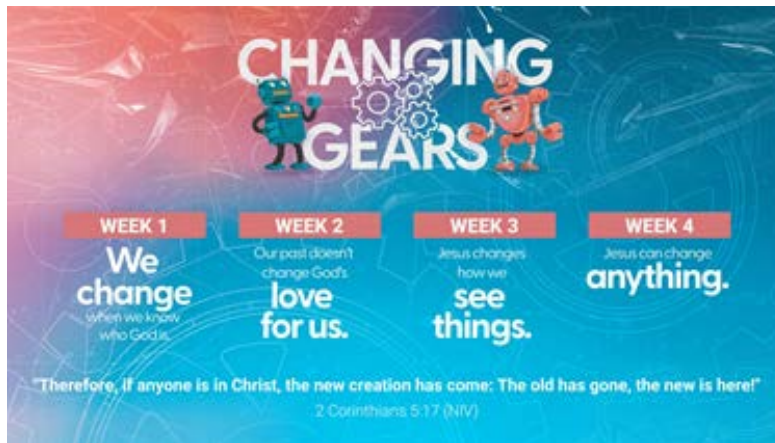 CHANGING
GEARS
WEEK 1
We
change
when we know
who God is.
WEEK 2
Our past doesn't
change God's
love
for us.
WEEK 3
Jesus changes
how we
see
things.
WEEK 4
Jesus can change
anything.
"Therefore, if anyone is in Christ, the new creation has come: The old has gone, the new is here!"
2 Corinthians 5:17 (NIV)